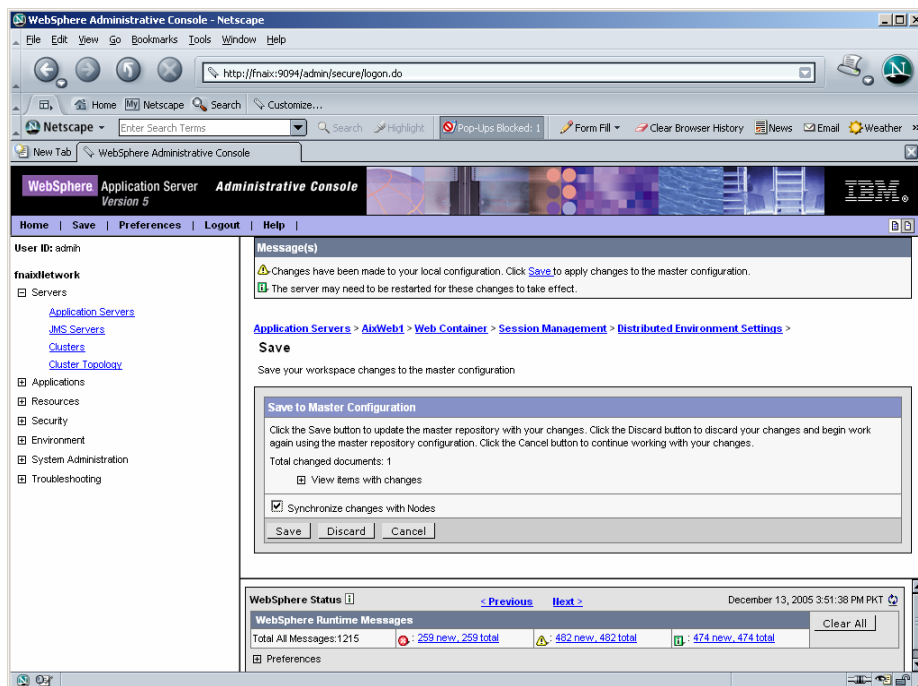 WebSphere Administrative Console - Netscape
File Edit View Go Bookmarks Tools Window Help
http://fnaix:9094/admin/secure/logon.do
N
Home My Netscape Search Customize...
Netscape Enter Search Terms Search Highlight Pop-Ups Blocked: 1 Form Fill Clear Browser History News Email Weather »
New Tab WebSphere Administrative Console
WebSphere Application Server Administrative Console
Version 5
IBM.
Home | Save | Preferences | Logout | Help |
User ID: admin
fnaixNetwork
Servers
Application Servers
JMS Servers
Clusters
Cluster Topology
Applications
Resources
Security
Environment
System Administration
Troubleshooting
Message(s)
Changes have been made to your local configuration. Click Save to apply changes to the master configuration.
The server may need to be restarted for these changes to take effect.
Application Servers > AixWeb1 > Web Container > Session Management > Distributed Environment Settings >
Save
Save your workspace changes to the master configuration
Save to Master Configuration
Click the Save button to update the master repository with your changes. Click the Discard button to discard your changes and begin work
again using the master repository configuration. Click the Cancel button to continue working with your changes.
Total changed documents: 1
View items with changes
Synchronize changes with Nodes
Save Discard Cancel
WebSphere Status i < Previous Next > December 13, 2005 3:51:38 PM PKT
WebSphere Runtime Messages Clear All
Total All Messages:1215 : 259 new, 259 total : 482 new, 482 total : 474 new, 474 total
Preferences